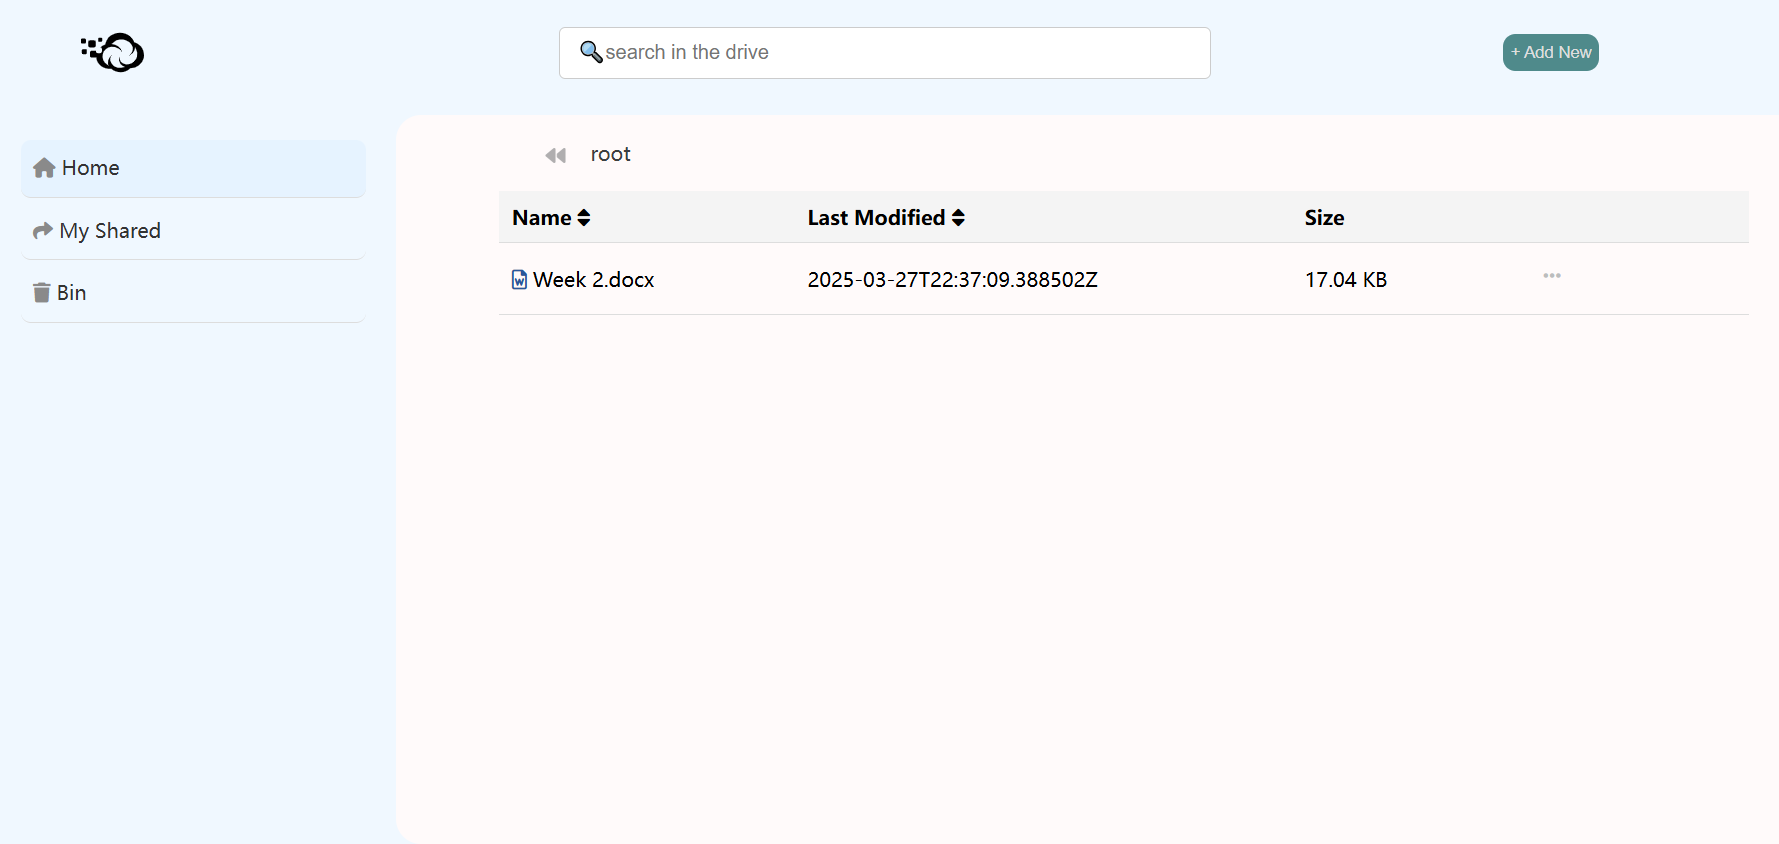 search in the drive
+ Add New
Home
My Shared
Bin
root
Name Last Modified Size
Week 2.docx 2025-03-27T22:37:09.388502Z 17.04 KB